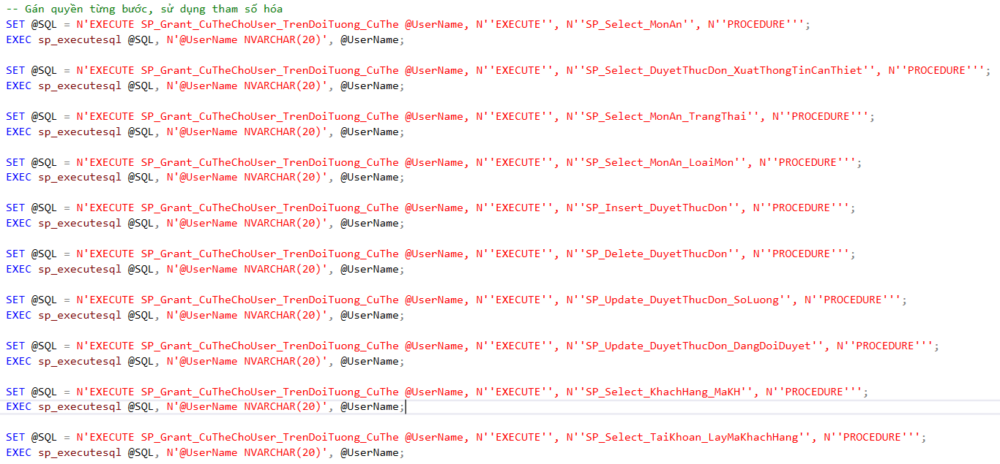 -- Gán quyền từng bước, sử dụng tham số hóa
SET @SQL = N'EXECUTE SP_Grant_CuTheChoUser_TrenDoiTuong_CuThe @UserName, N''EXECUTE'', N''SP_Select_MonAn'', N''PROCEDURE''';
EXEC sp_executesql @SQL, N'@UserName NVARCHAR(20)', @UserName;
SET @SQL = N'EXECUTE SP_Grant_CuTheChoUser_TrenDoiTuong_CuThe @UserName, N''EXECUTE'', N''SP_Select_DuyetThucDon_XuatThongTinCanThiet'', N''PROCEDURE''';
EXEC sp_executesql @SQL, N'@UserName NVARCHAR(20)', @UserName;
SET @SQL = N'EXECUTE SP_Grant_CuTheChoUser_TrenDoiTuong_CuThe @UserName, N''EXECUTE'', N''SP_Select_MonAn_TrangThai'', N''PROCEDURE''';
EXEC sp_executesql @SQL, N'@UserName NVARCHAR(20)', @UserName;
SET @SQL = N'EXECUTE SP_Grant_CuTheChoUser_TrenDoiTuong_CuThe @UserName, N''EXECUTE'', N''SP_Select_MonAn_LoaiMon'', N''PROCEDURE''';
EXEC sp_executesql @SQL, N'@UserName NVARCHAR(20)', @UserName;
SET @SQL = N'EXECUTE SP_Grant_CuTheChoUser_TrenDoiTuong_CuThe @UserName, N''EXECUTE'', N''SP_Insert_DuyetThucDon'', N''PROCEDURE''';
EXEC sp_executesql @SQL, N'@UserName NVARCHAR(20)', @UserName;
SET @SQL = N'EXECUTE SP_Grant_CuTheChoUser_TrenDoiTuong_CuThe @UserName, N''EXECUTE'', N''SP_Delete_DuyetThucDon'', N''PROCEDURE''';
EXEC sp_executesql @SQL, N'@UserName NVARCHAR(20)', @UserName;
SET @SQL = N'EXECUTE SP_Grant_CuTheChoUser_TrenDoiTuong_CuThe @UserName, N''EXECUTE'', N''SP_Update_DuyetThucDon_SoLuong'', N''PROCEDURE''';
EXEC sp_executesql @SQL, N'@UserName NVARCHAR(20)', @UserName;
SET @SQL = N'EXECUTE SP_Grant_CuTheChoUser_TrenDoiTuong_CuThe @UserName, N''EXECUTE'', N''SP_Update_DuyetThucDon_DangDoiDuyet'', N''PROCEDURE''';
EXEC sp_executesql @SQL, N'@UserName NVARCHAR(20)', @UserName;
SET @SQL = N'EXECUTE SP_Grant_CuTheChoUser_TrenDoiTuong_CuThe @UserName, N''EXECUTE'', N''SP_Select_KhachHang_MaKH'', N''PROCEDURE''';
EXEC sp_executesql @SQL, N'@UserName NVARCHAR(20)', @UserName;
SET @SQL = N'EXECUTE SP_Grant_CuTheChoUser_TrenDoiTuong_CuThe @UserName, N''EXECUTE'', N''SP_Select_TaiKhoan_LayMaKhachHang'', N''PROCEDURE''';
EXEC sp_executesql @SQL, N'@UserName NVARCHAR(20)', @UserName;